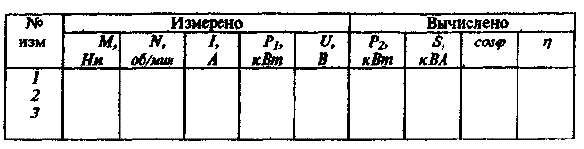 № изм Измерено Вычислено
M, Нм N, об/мин I, А P1, кВт U, В P2, кВт S, кВА cosφ η
1
2
3